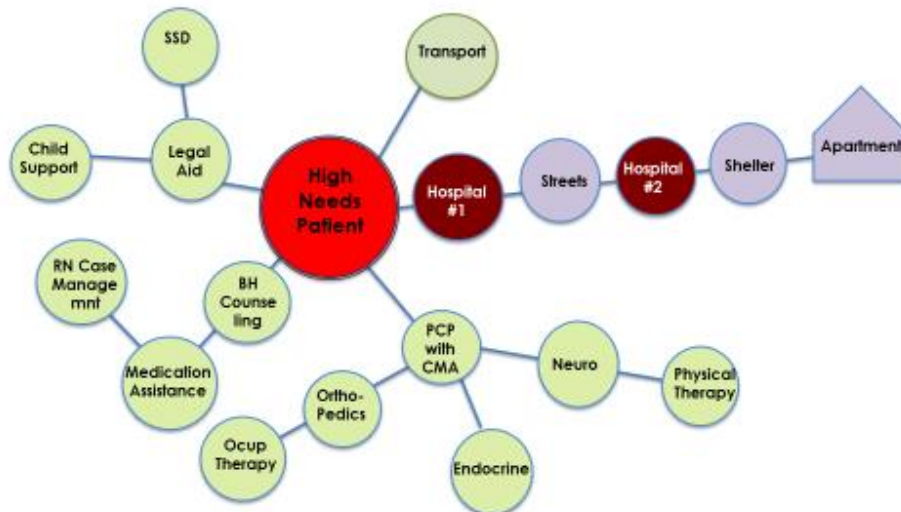 SSD
Transport
Child
Support
Legal
Aid
High
Needs
Patient
Hospital
#1
Streets
Hospital
#2
Shelter
Apartment
RN Case
Manage
mnt
BH
Counse
ling
Medication
Assistance
PCP
with
CMA
Neuro
Physical
Therapy
Ortho-
Pedics
Ocup
Therapy
Endocrine